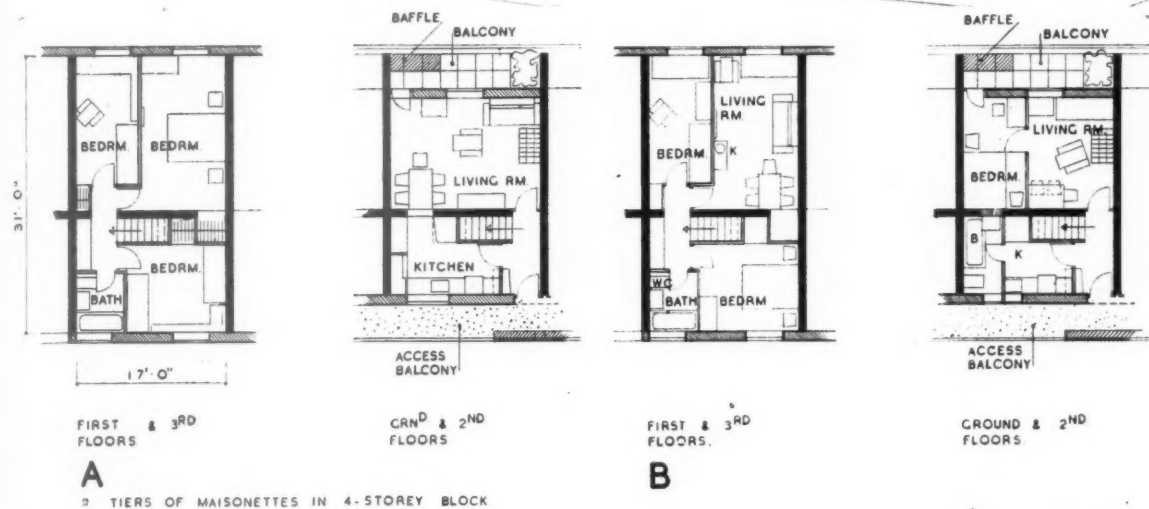 BAFFLE
BALCONY
BEDRM.
BEDRM.
BEDRM.
BATH
31'-0"
17'-0"
FIRST & 3RD
FLOORS
LIVING RM.
KITCHEN
ACCESS
BALCONY
GRND & 2ND
FLOORS
LIVING
RM.
K
BEDRM.
WC
BATH
BEDRM
FIRST & 3RD
FLOORS.
BAFFLE
BALCONY
LIVING RM.
BEDRM.
B
K
ACCESS
BALCONY
GROUND & 2ND
FLOORS
A
B
TIERS OF MAISONETTES IN 4-STOREY BLOCK